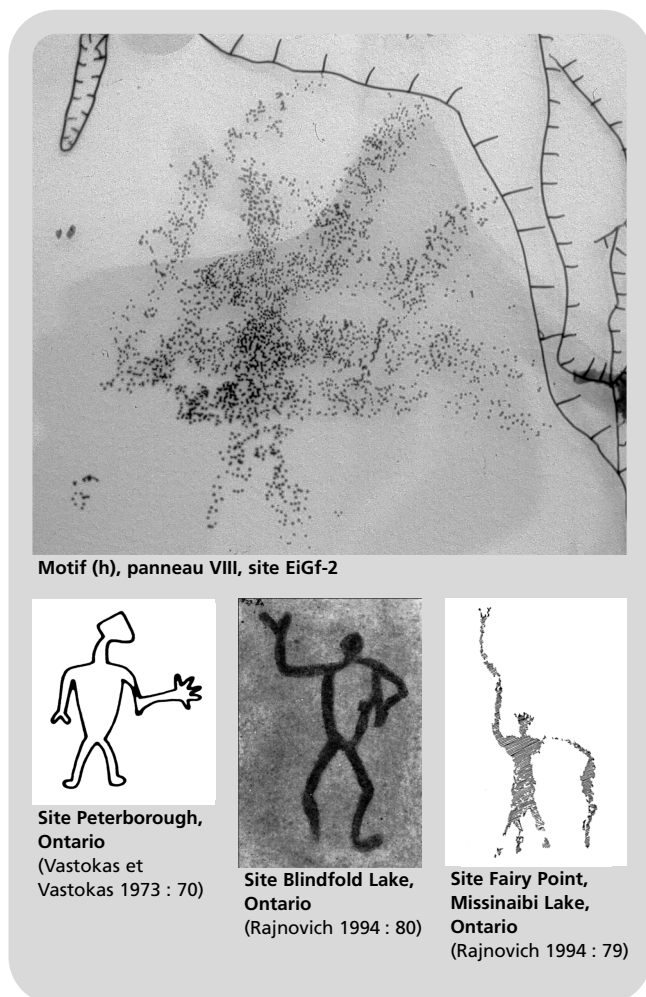 Motif (h), panneau VIII, site EiGf-2
Site Peterborough,
Ontario
(Vastokas et
Vastokas 1973 : 70)
Site Blindfold Lake,
Ontario
(Rajnovich 1994 : 80)
Site Fairy Point,
Missinaibi Lake,
Ontario
(Rajnovich 1994 : 79)